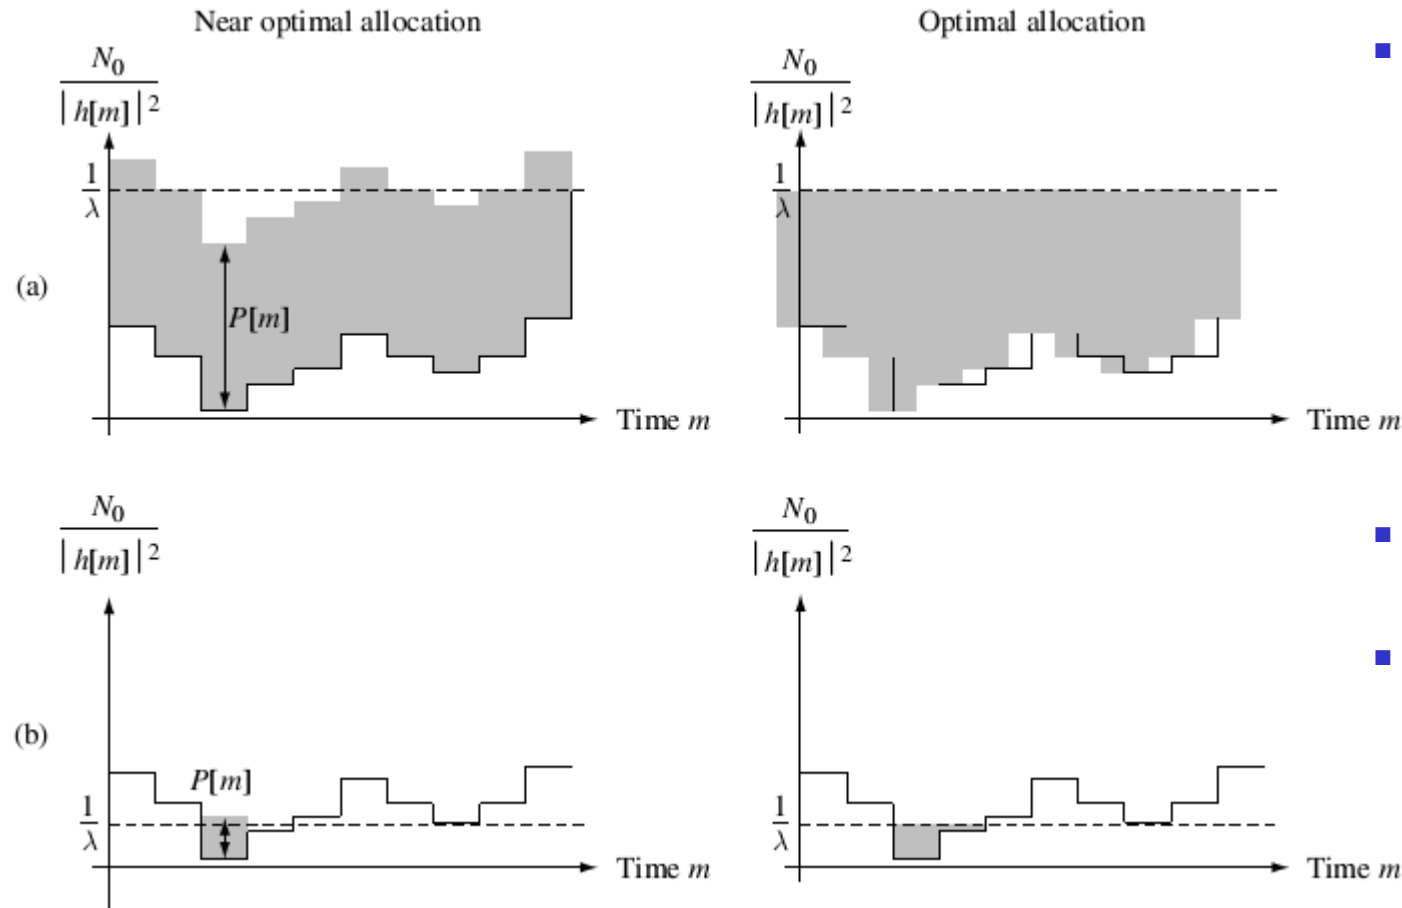 Near optimal allocation
N₀
|h[m]|²
1
λ
(a)
P[m]
Time m
Optimal allocation
N₀
|h[m]|²
1
λ
Time m
N₀
|h[m]|²
(b)
P[m]
1
λ
Time m
N₀
|h[m]|²
1
λ
Time m